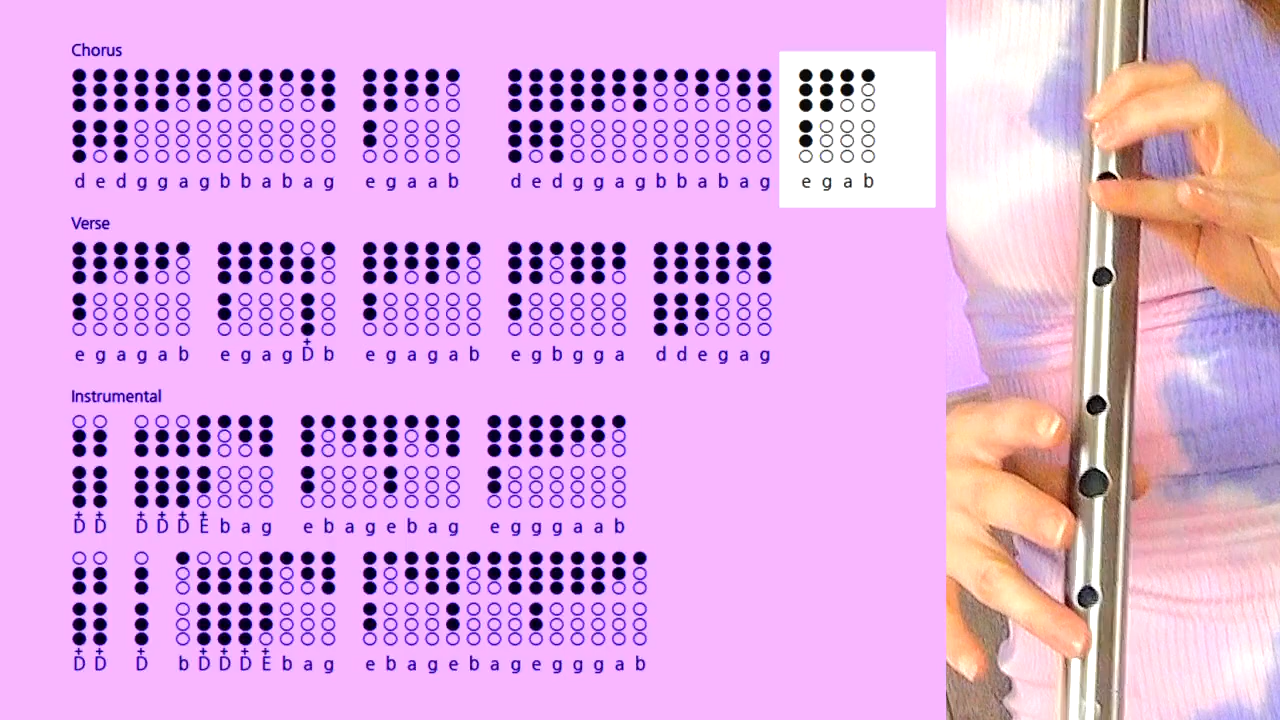 Chorus
d e d g g a g b b a b a g e g a a b d e d g g a g b b a b a g e g a b
Verse
e g a g a b e g a g D b e g a g a b e g b g g a d d e g a g
Instrumental
D D D D D E b a g e b a g e b a g e g g g a a b
D D D b D D D E b a g e b a g e b a g e g g g a b